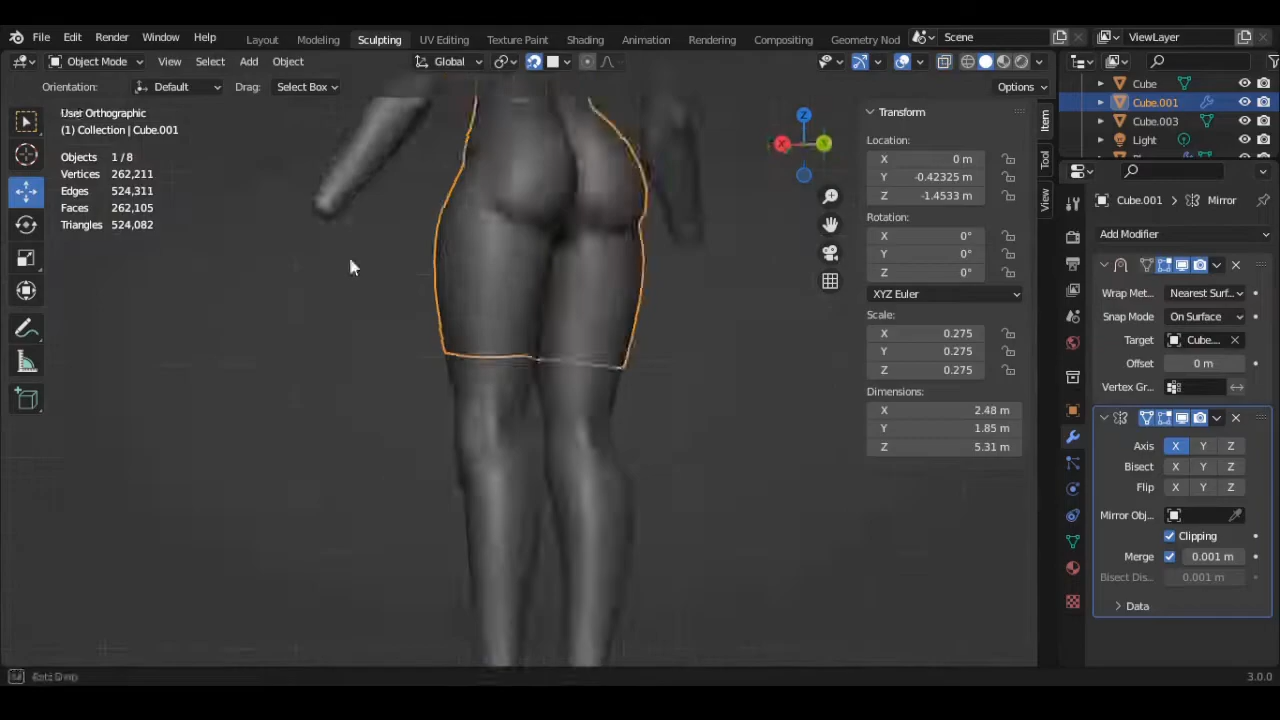 File Edit Render Window Help Layout Modeling Sculpting UV Editing Texture Paint Shading Animation Rendering Compositing Geometry Nod Scene ViewLayer
Object Mode View Select Add Object Global
Orientation: Default Drag: Select Box Options
User Orthographic
(1) Collection | Cube.001
Objects 1 / 8
Vertices 262,211
Edges 524,311
Faces 262,105
Triangles 524,082
X
Y
Z
Transform
Location:
X 0 m
Y -0.42325 m
Z -1.4533 m
Rotation:
X 0°
Y 0°
Z 0°
XYZ Euler
Scale:
X 0.275
Y 0.275
Z 0.275
Dimensions:
X 2.48 m
Y 1.85 m
Z 5.31 m
Item
Tool
View
Cube
Cube.001
Cube.003
Light
Cube.001 Mirror
Add Modifier
Wrap Met... Nearest Surf...
Snap Mode On Surface
Target Cube...
Offset 0 m
Vertex Gr...
Axis X Y Z
Bisect X Y Z
Flip X Y Z
Mirror Obj...
Clipping
Merge 0.001 m
Bisect Dis... 0.001 m
Data
3.0.0